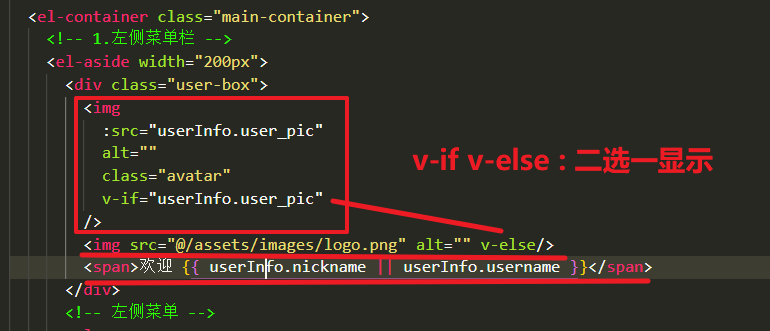 <el-container class="main-container">
<!-- 1.左侧菜单栏 -->
<el-aside width="200px">
<div class="user-box">
<img
:src="userInfo.user_pic"
alt=""
class="avatar"
v-if="userInfo.user_pic"
/>
v-if v-else : 二选一显示
<img src="@/assets/images/logo.png" alt="" v-else/>
<span>欢迎 {{ userInfo.nickname || userInfo.username }}</span>
</div>
<!-- 左侧菜单 -->